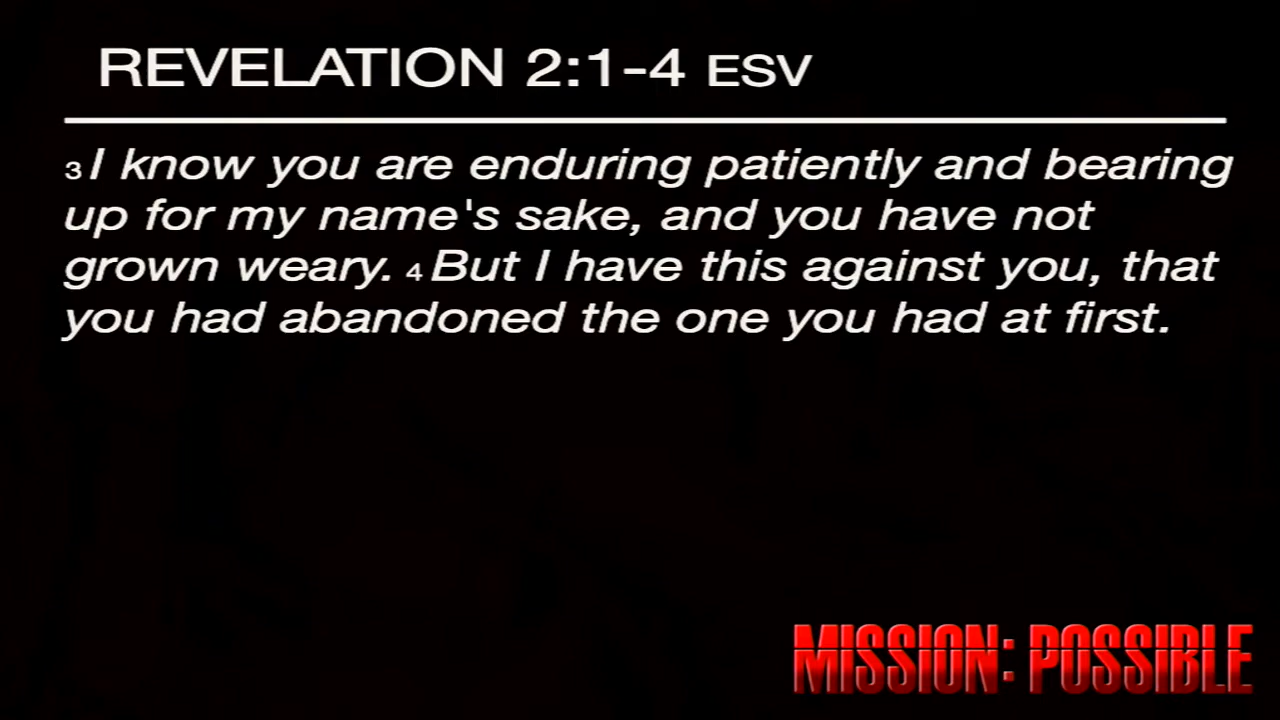 REVELATION 2:1-4 ESV
3 I know you are enduring patiently and bearing
up for my name's sake, and you have not
grown weary. 4 But I have this against you, that
you had abandoned the one you had at first.
MISSION: POSSIBLE